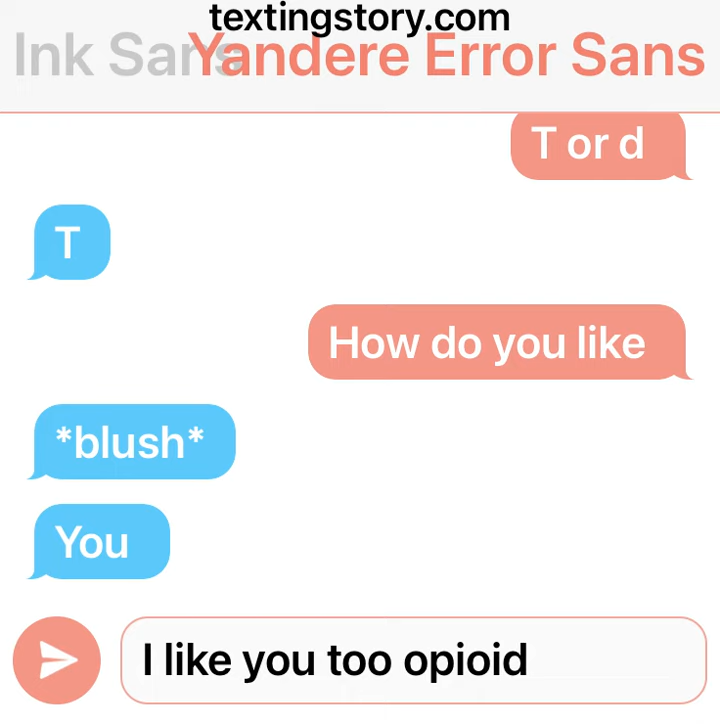 textingstory.com
Ink Sans Yandere Error Sans
T or d
T
How do you like
*blush*
You
I like you too opioid